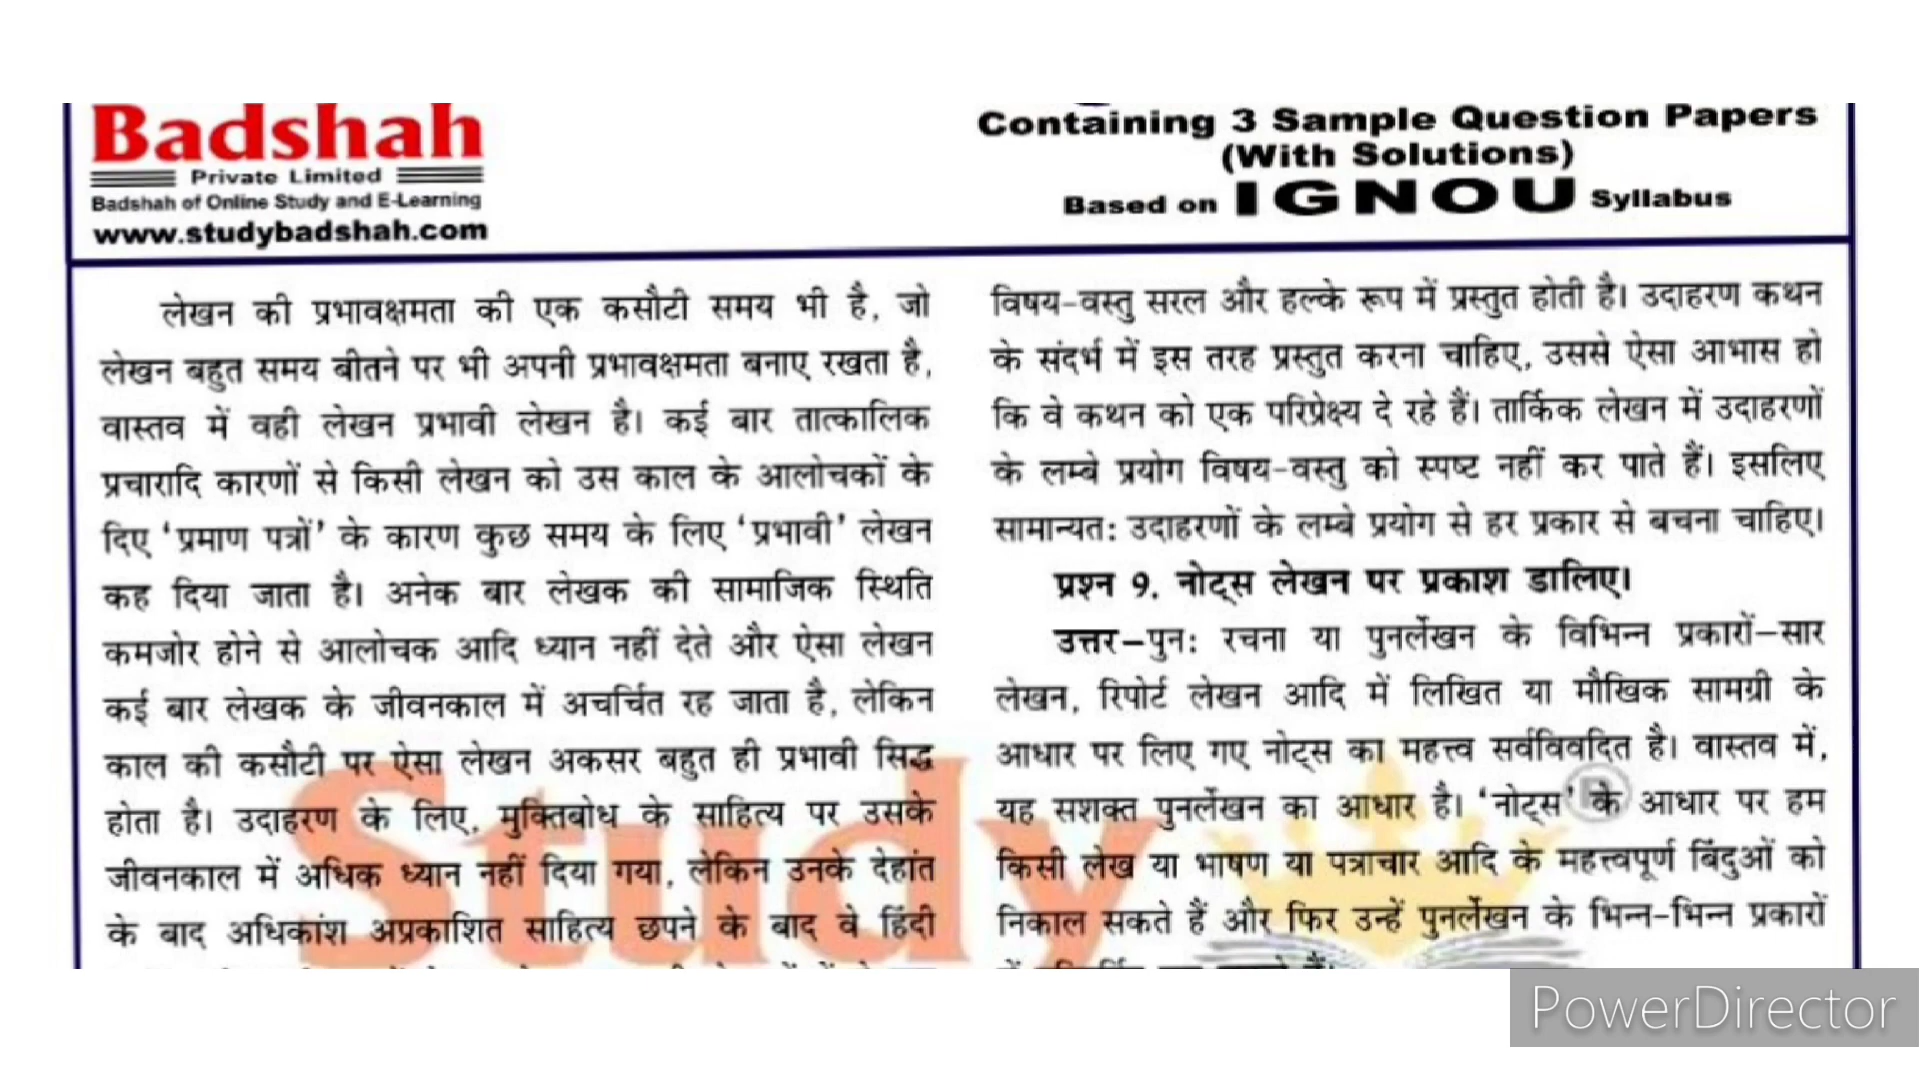 Badshah
Private Limited
Badshah of Online Study and E-Learning
www.studybadshah.com
Containing 3 Sample Question Papers
(With Solutions)
Based on IGNOU Syllabus
लेखन की प्रभावक्षमता की एक कसौटी समय भी है, जो
लेखन बहुत समय बीतने पर भी अपनी प्रभावक्षमता बनाए रखता है,
वास्तव में वही लेखन प्रभावी लेखन है। कई बार तात्कालिक
प्रचारादि कारणों से किसी लेखन को उस काल के आलोचकों के
दिए ‘प्रमाण पत्रों’ के कारण कुछ समय के लिए ‘प्रभावी’ लेखन
कह दिया जाता है। अनेक बार लेखक की सामाजिक स्थिति
कमजोर होने से आलोचक आदि ध्यान नहीं देते और ऐसा लेखन
कई बार लेखक के जीवनकाल में अचर्चित रह जाता है, लेकिन
काल की कसौटी पर ऐसा लेखन अकसर बहुत ही प्रभावी सिद्ध
होता है। उदाहरण के लिए, मुक्तिबोध के साहित्य पर उसके
जीवनकाल में अधिक ध्यान नहीं दिया गया, लेकिन उनके देहांत
के बाद अधिकांश अप्रकाशित साहित्य छपने के बाद वे हिंदी
विषय-वस्तु सरल और हल्के रूप में प्रस्तुत होती है। उदाहरण कथन
के संदर्भ में इस तरह प्रस्तुत करना चाहिए, उससे ऐसा आभास हो
कि वे कथन को एक परिप्रेक्ष्य दे रहे हैं। तार्किक लेखन में उदाहरणों
के लम्बे प्रयोग विषय-वस्तु को स्पष्ट नहीं कर पाते हैं। इसलिए
सामान्यत: उदाहरणों के लम्बे प्रयोग से हर प्रकार से बचना चाहिए।
प्रश्न 9. नोट्स लेखन पर प्रकाश डालिए।
उत्तर–पुन: रचना या पुनर्लेखन के विभिन्न प्रकारों–सार
लेखन, रिपोर्ट लेखन आदि में लिखित या मौखिक सामग्री के
आधार पर लिए गए नोट्स का महत्त्व सर्वविवदित है। वास्तव में,
यह सशक्त पुनर्लेखन का आधार है। ‘नोट्स’ के आधार पर हम
किसी लेख या भाषण या पत्राचार आदि के महत्त्वपूर्ण बिंदुओं को
निकाल सकते हैं और फिर उन्हें पुनर्लेखन के भिन्न-भिन्न प्रकारों
Study
PowerDirector